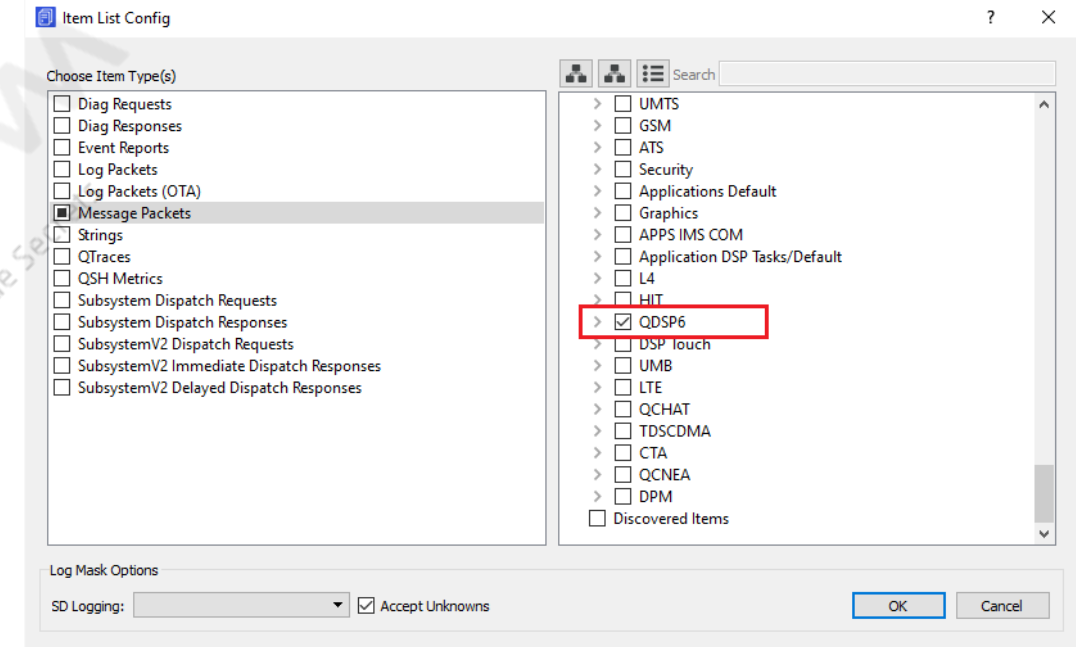 Item List Config
?
Choose Item Type(s)
Diag Requests
Diag Responses
Event Reports
Log Packets
Log Packets (OTA)
Message Packets
Strings
QTraces
QSH Metrics
Subsystem Dispatch Requests
Subsystem Dispatch Responses
SubsystemV2 Dispatch Requests
SubsystemV2 Immediate Dispatch Responses
SubsystemV2 Delayed Dispatch Responses
Search
UMTS
GSM
ATS
Security
Applications Default
Graphics
APPS IMS COM
Application DSP Tasks/Default
L4
HIT
QDSP6
DSP Touch
UMB
LTE
QCHAT
TDSCDMA
CTA
QCNEA
DPM
Discovered Items
Log Mask Options
SD Logging:
Accept Unknowns
OK
Cancel